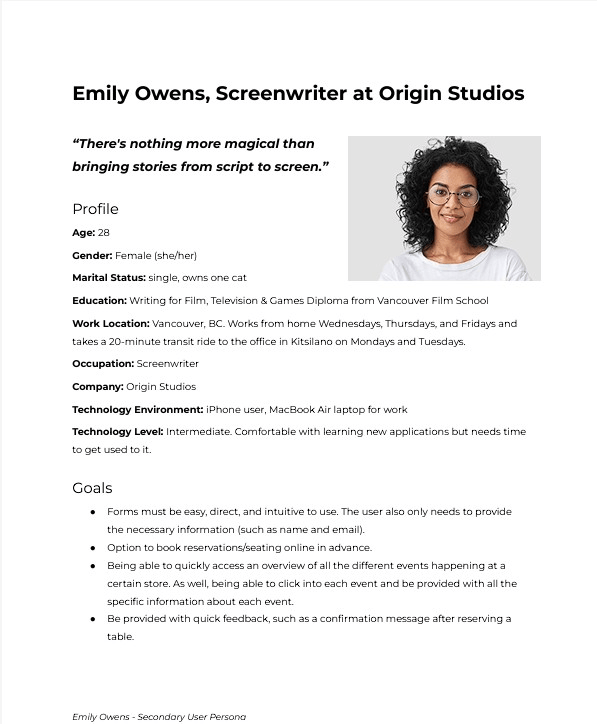 Emily Owens, Screenwriter at Origin Studios
“There's nothing more magical than
bringing stories from script to screen.”
Profile
Age: 28
Gender: Female (she/her)
Marital Status: single, owns one cat
Education: Writing for Film, Television & Games Diploma from Vancouver Film School
Work Location: Vancouver, BC. Works from home Wednesdays, Thursdays, and Fridays and
takes a 20-minute transit ride to the office in Kitsilano on Mondays and Tuesdays.
Occupation: Screenwriter
Company: Origin Studios
Technology Environment: iPhone user, MacBook Air laptop for work
Technology Level: Intermediate. Comfortable with learning new applications but needs time
to get used to it.
Goals
● Forms must be easy, direct, and intuitive to use. The user also only needs to provide
the necessary information (such as name and email).
● Option to book reservations/seating online in advance.
● Being able to quickly access an overview of all the different events happening at a
certain store. As well, being able to click into each event and be provided with all the
specific information about each event.
● Be provided with quick feedback, such as a confirmation message after reserving a
table.
Emily Owens - Secondary User Persona